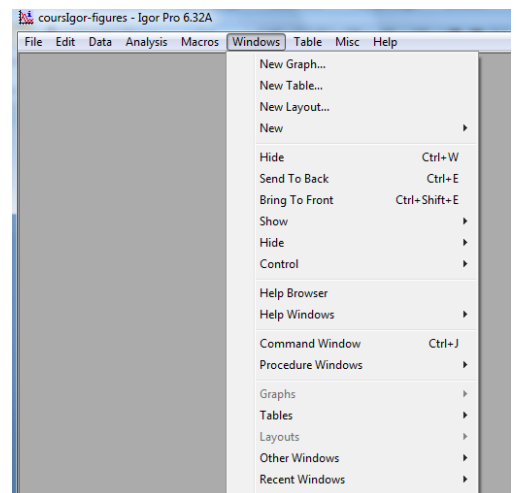 coursIgor-figures - Igor Pro 6.32A
File Edit Data Analysis Macros Windows Table Misc Help
New Graph...
New Table...
New Layout...
New
Hide Ctrl+W
Send To Back Ctrl+E
Bring To Front Ctrl+Shift+E
Show
Hide
Control
Help Browser
Help Windows
Command Window Ctrl+J
Procedure Windows
Graphs
Tables
Layouts
Other Windows
Recent Windows